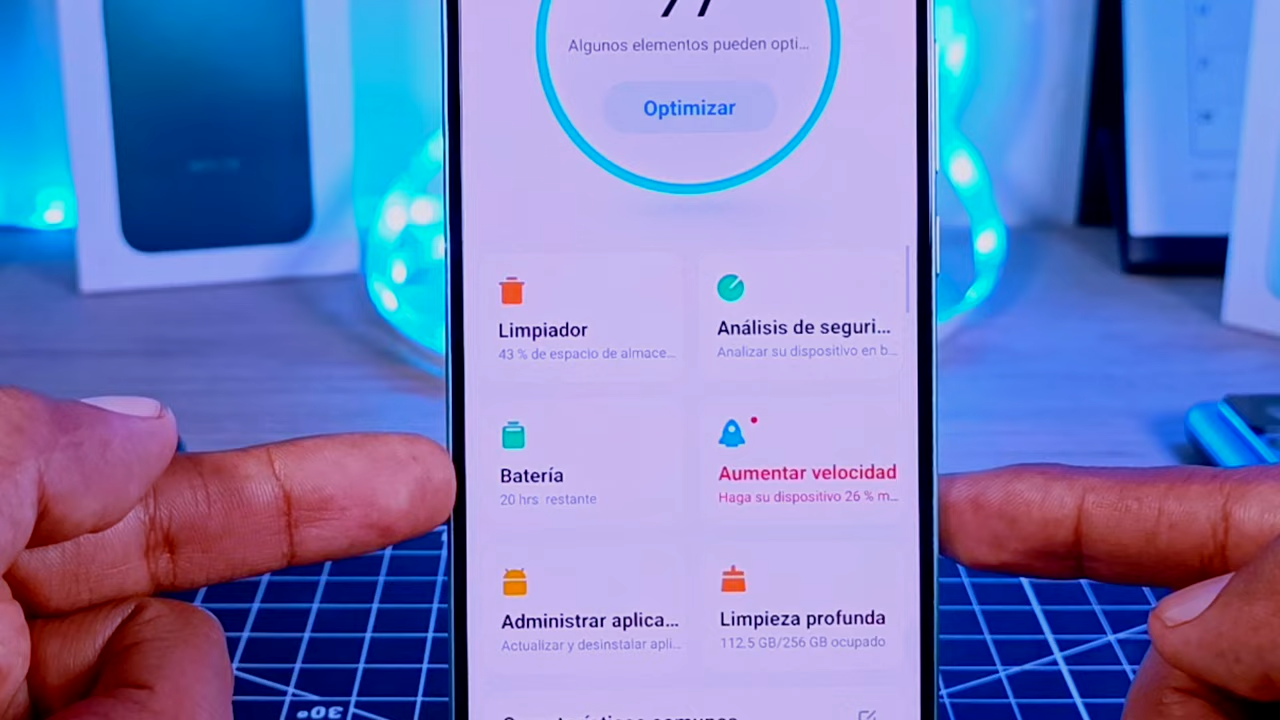 Algunos elementos pueden opti...
Optimizar
Limpiador
43 % de espacio de almace...
Análisis de seguri...
Analizar su dispositivo en b...
Batería
20 hrs restante
Aumentar velocidad
Haga su dispositivo 26 % m...
Administrar aplica...
Actualizar y desinstalar apli...
Limpieza profunda
112.5 GB/256 GB ocupado
30°